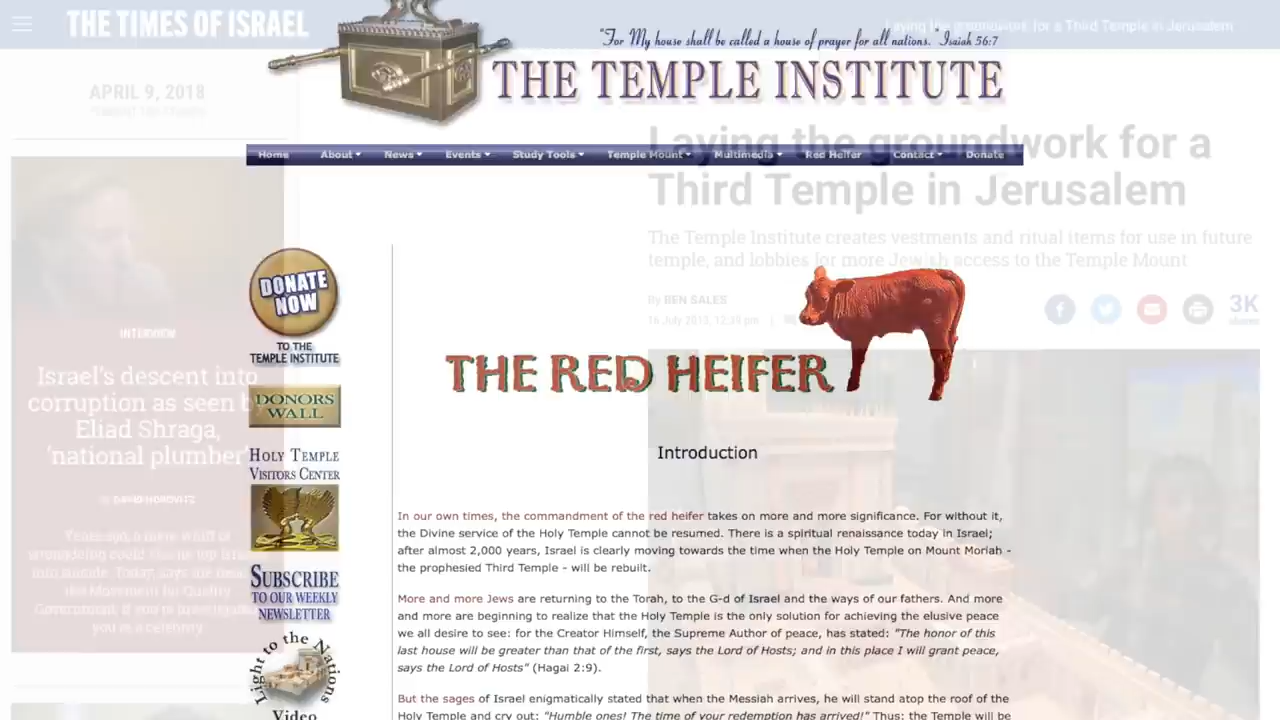 THE TIMES OF ISRAEL
Laying the groundwork for a Third Temple in Jerusalem
"For My house shall be called a house of prayer for all nations. "Isaiah 56:7
THE TEMPLE INSTITUTE
APRIL 9, 2018
Home About News Events Study Tools Temple Mount Multimedia Red Heifer Contact Donate
Laying the groundwork for a
Third Temple in Jerusalem
The Temple Institute creates vestments and ritual items for use in future
temple, and lobbies for more Jewish access to the Temple Mount
By BEN SALES
16 July 2013, 12:39 pm
3K
shares
DONATE
NOW
TO THE
TEMPLE INSTITUTE
DONORS
WALL
HOLY TEMPLE
VISITORS CENTER
SUBSCRIBE
TO OUR WEEKLY
NEWSLETTER
Light to the Nations
Video
INTERVIEW
Israel's descent into
corruption as seen by
Eliad Shraga,
'national plumber'
By DAVID HOROVITZ
you're a celebrity
THE RED HEIFER
Introduction
In our own times, the commandment of the red heifer takes on more and more significance. For without it,
the Divine service of the Holy Temple cannot be resumed. There is a spiritual renaissance today in Israel;
after almost 2,000 years, Israel is clearly moving towards the time when the Holy Temple on Mount Moriah -
the prophesied Third Temple - will be rebuilt.
More and more Jews are returning to the Torah, to the G-d of Israel and the ways of our fathers. And more
and more are beginning to realize that the Holy Temple is the only solution for achieving the elusive peace
we all desire to see: for the Creator Himself, the Supreme Author of peace, has stated: "The honor of this
last house will be greater than that of the first, says the Lord of Hosts; and in this place I will grant peace,
says the Lord of Hosts" (Hagai 2:9).
But the sages of Israel enigmatically stated that when the Messiah arrives, he will stand atop the roof of the
Holy Temple and cry out: "Humble ones! The time of your redemption has arrived!" Thus: the Temple will be